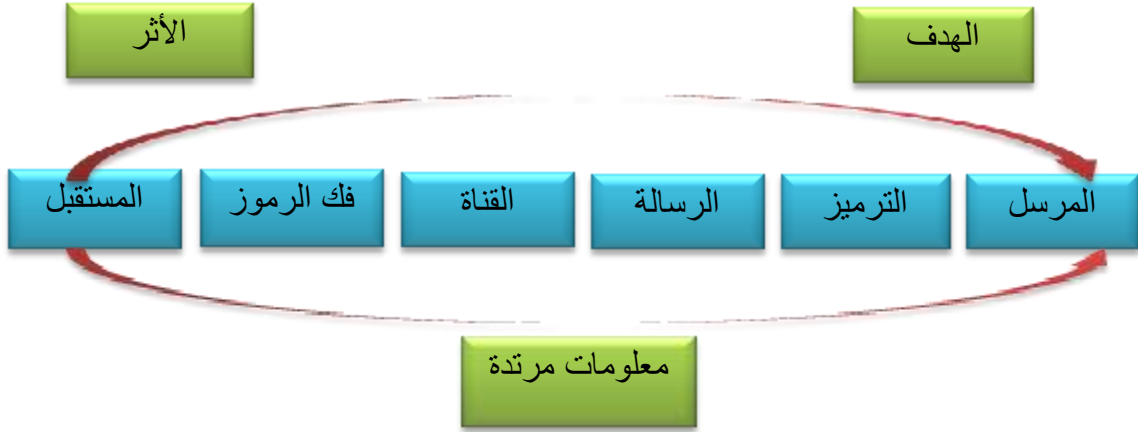 الهدف
الأثر
المرسل
الترميز
الرسالة
القناة
فك الرموز
المستقبل
معلومات مرتدة